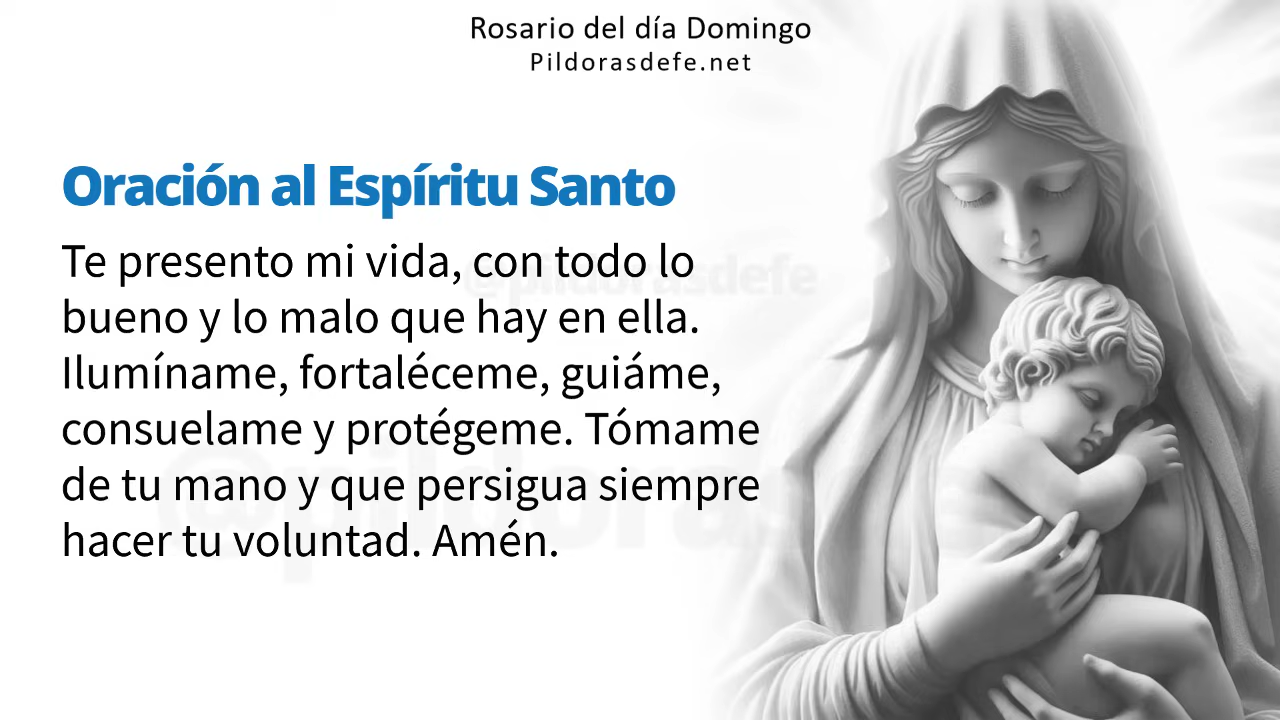 Rosario del día Domingo
Pildorasdefe.net
Oración al Espíritu Santo
@pildorasdefe
Te presento mi vida, con todo lo
bueno y lo malo que hay en ella.
Ilumíname, fortaléceme, guiáme,
consuelame y protégeme. Tómame
de tu mano y que persigua siempre
hacer tu voluntad. Amén.
@pildoras